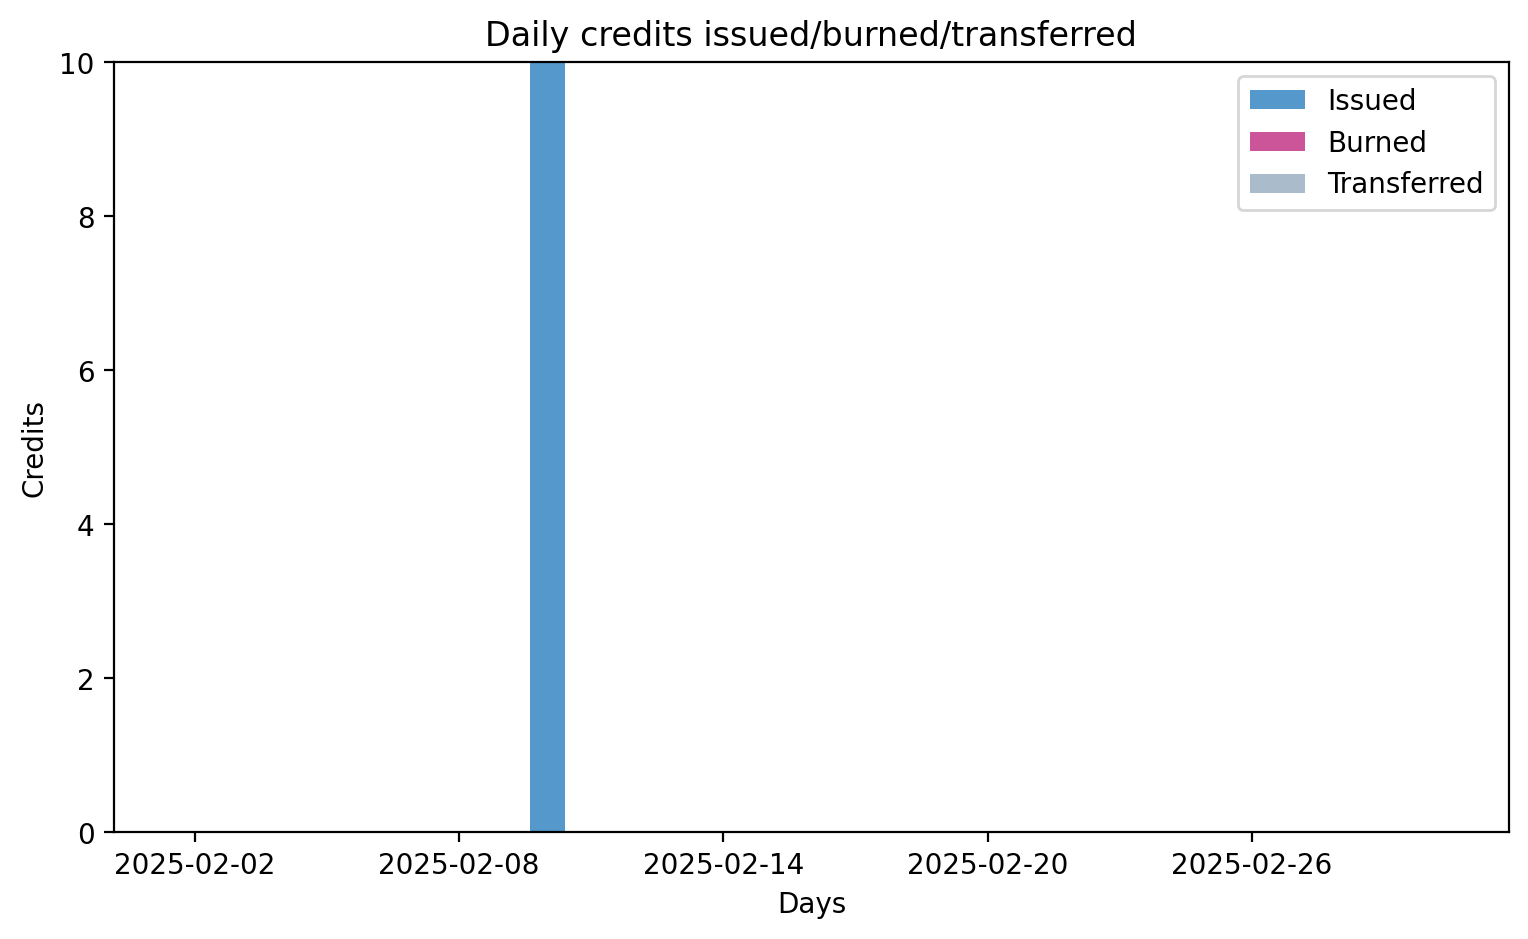 Daily credits issued/burned/transferred
10
8
6
4
2
0
Credits
Issued
Burned
Transferred
2025-02-02 2025-02-08 2025-02-14 2025-02-20 2025-02-26
Days